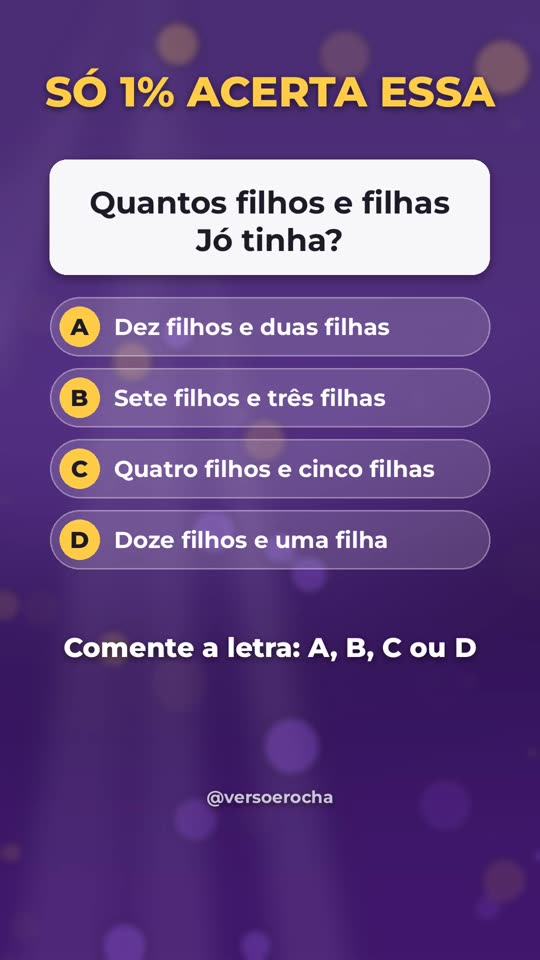 SÓ 1% ACERTA ESSA
Quantos filhos e filhas
Jó tinha?
A Dez filhos e duas filhas
B Sete filhos e três filhas
C Quatro filhos e cinco filhas
D Doze filhos e uma filha
Comente a letra: A, B, C ou D
@versoerocha